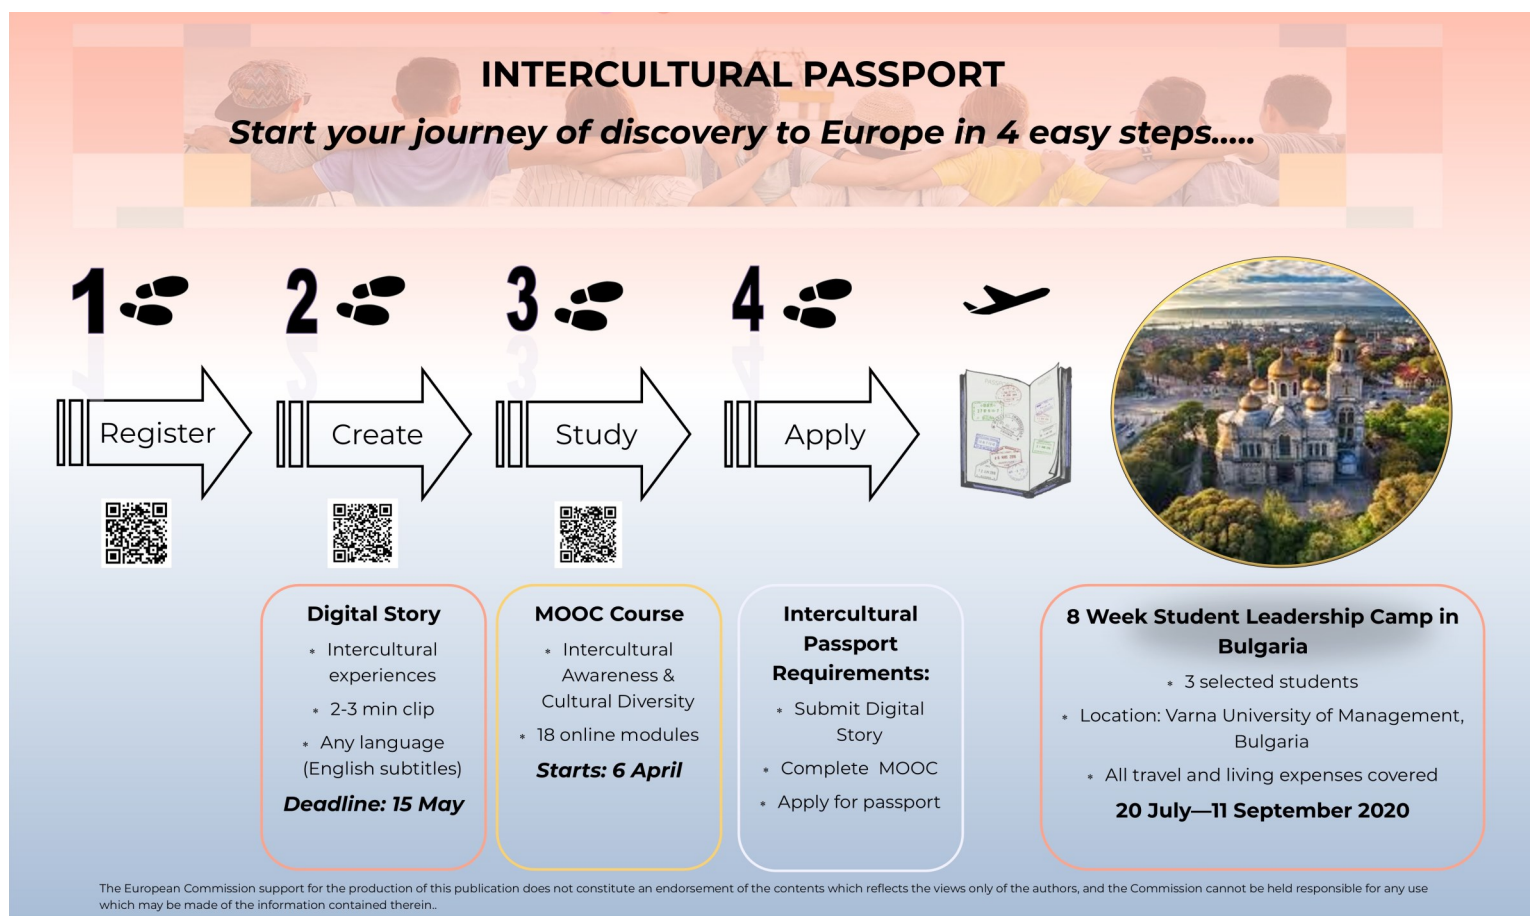 INTERCULTURAL PASSPORT
Start your journey of discovery to Europe in 4 easy steps.....
1
2
3
4
Register
Create
Study
Apply
Digital Story
* Intercultural
experiences
* 2-3 min clip
* Any language
(English subtitles)
Deadline: 15 May
MOOC Course
* Intercultural
Awareness &
Cultural Diversity
* 18 online modules
Starts: 6 April
Intercultural
Passport
Requirements:
* Submit Digital
Story
* Complete MOOC
* Apply for passport
8 Week Student Leadership Camp in
Bulgaria
* 3 selected students
* Location: Varna University of Management,
Bulgaria
* All travel and living expenses covered
20 July—11 September 2020
The European Commission support for the production of this publication does not constitute an endorsement of the contents which reflects the views only of the authors, and the Commission cannot be held responsible for any use
which may be made of the information contained therein..